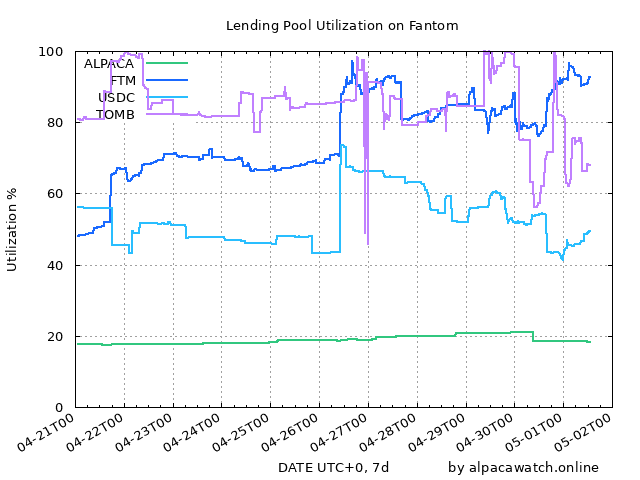 Lending Pool Utilization on Fantom
ALPACA
FTM
USDC
TOMB
Utilization %
100
80
60
40
20
0
04-21T00
04-22T00
04-23T00
04-24T00
04-25T00
04-26T00
04-27T00
04-28T00
04-29T00
04-30T00
05-01T00
05-02T00
DATE UTC+0, 7d
by alpacawatch.online